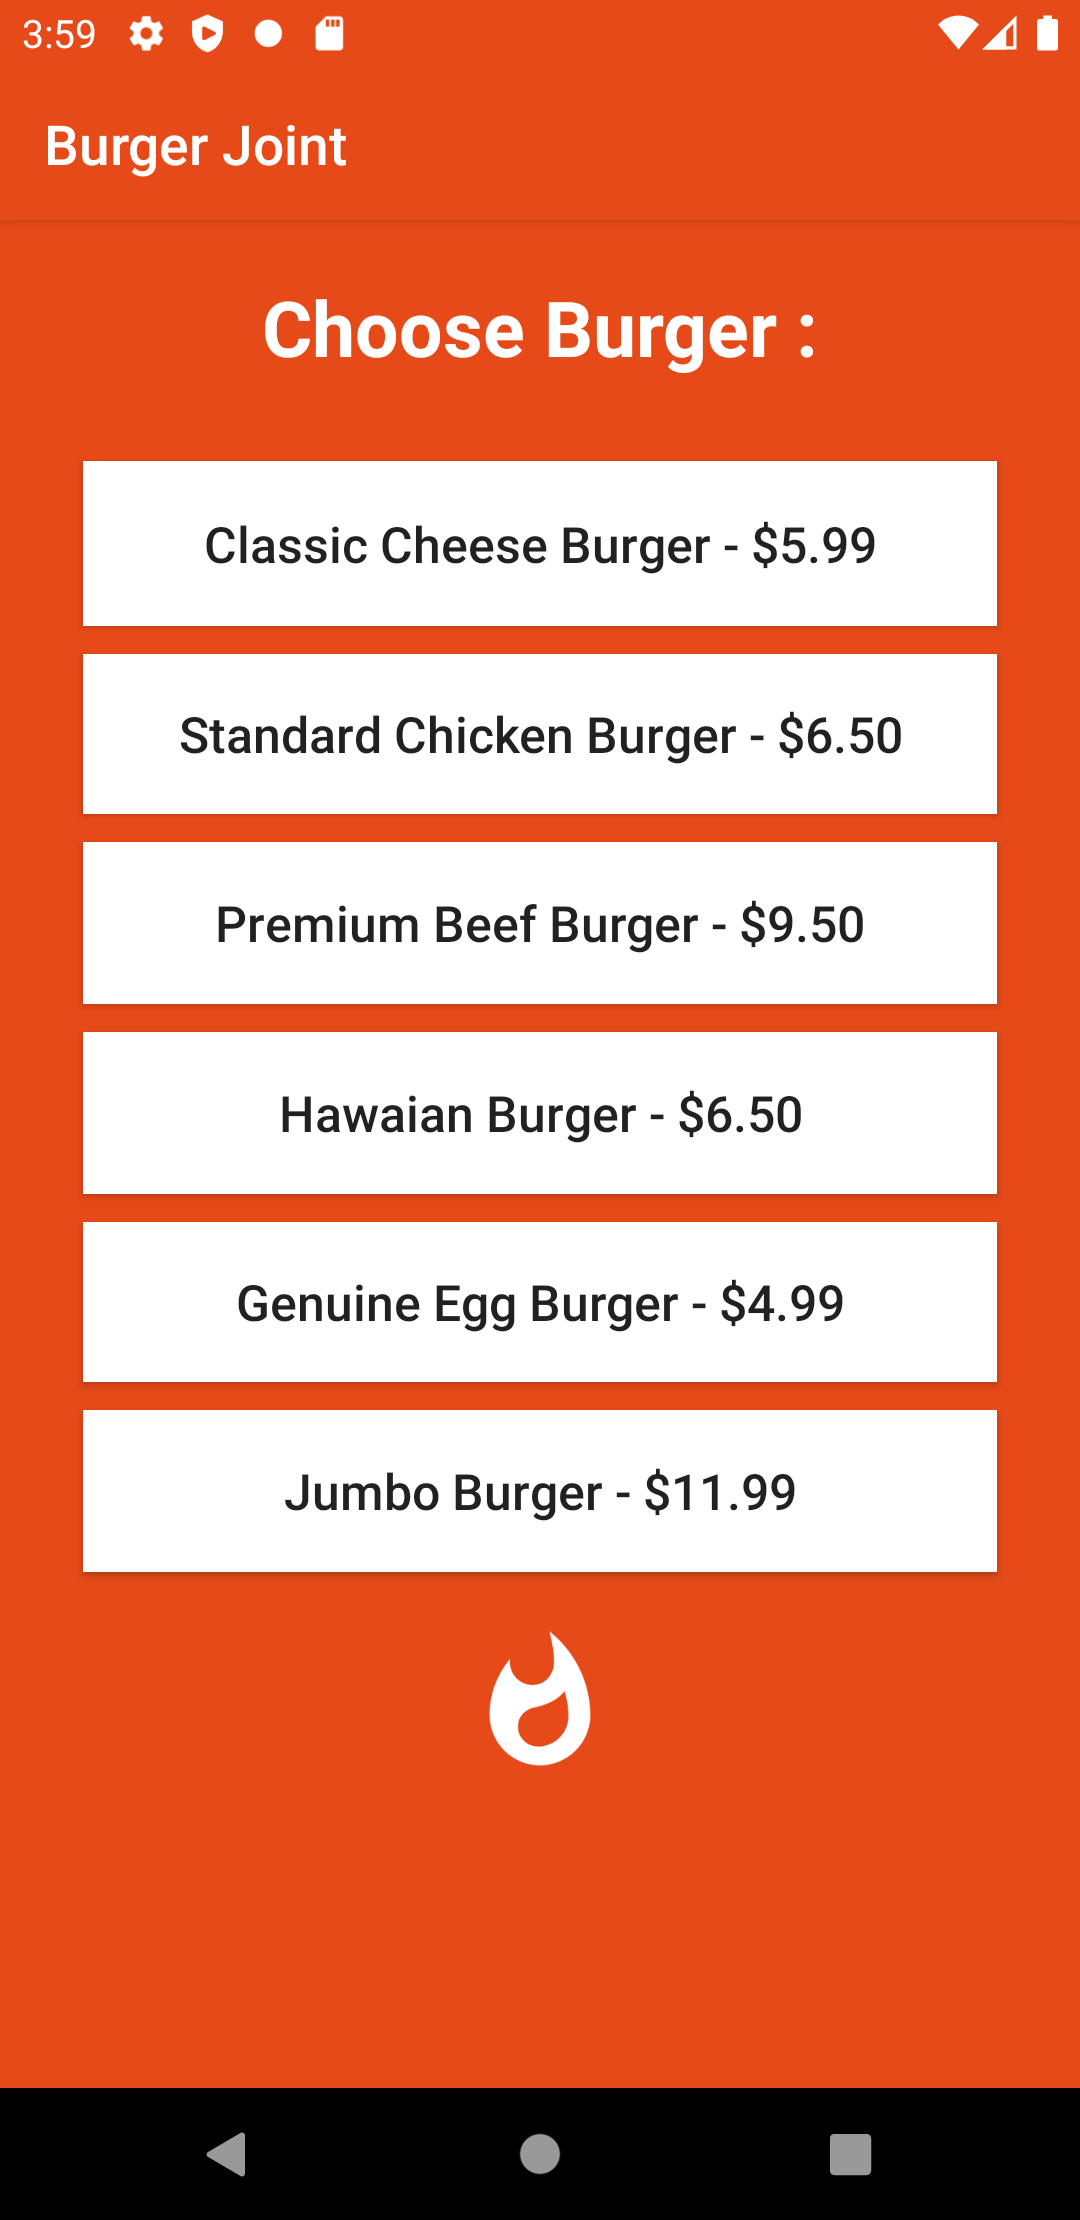 3:59
Burger Joint
Choose Burger :
Classic Cheese Burger - $5.99
Standard Chicken Burger - $6.50
Premium Beef Burger - $9.50
Hawaian Burger - $6.50
Genuine Egg Burger - $4.99
Jumbo Burger - $11.99